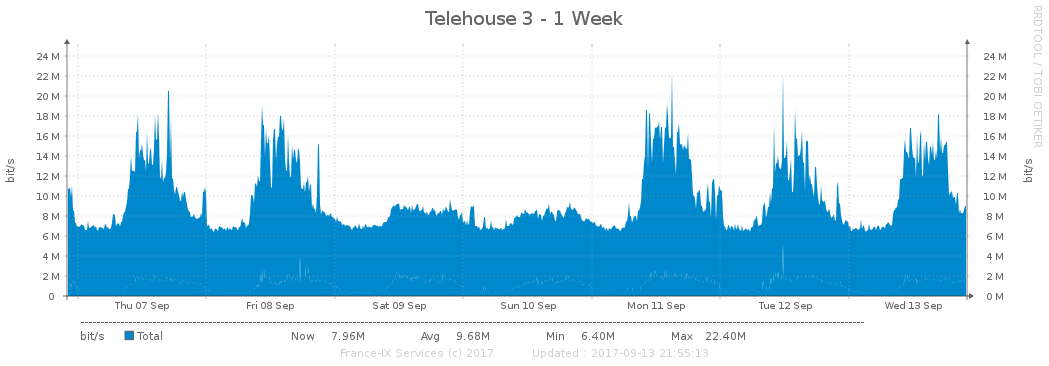 Telehouse 3 - 1 Week
RRDTOOL / TOBI OETIKER
bit/s
24 M
22 M
20 M
18 M
16 M
14 M
12 M
10 M
8 M
6 M
4 M
2 M
0
24 M
22 M
20 M
18 M
16 M
14 M
12 M
10 M
8 M
6 M
4 M
2 M
0 M
bit/s
Thu 07 Sep Fri 08 Sep Sat 09 Sep Sun 10 Sep Mon 11 Sep Tue 12 Sep Wed 13 Sep
bit/s Total Now 7.96M Avg 9.68M Min 6.40M Max 22.40M
France-IX Services (c) 2017 Updated : 2017-09-13 21:55:13